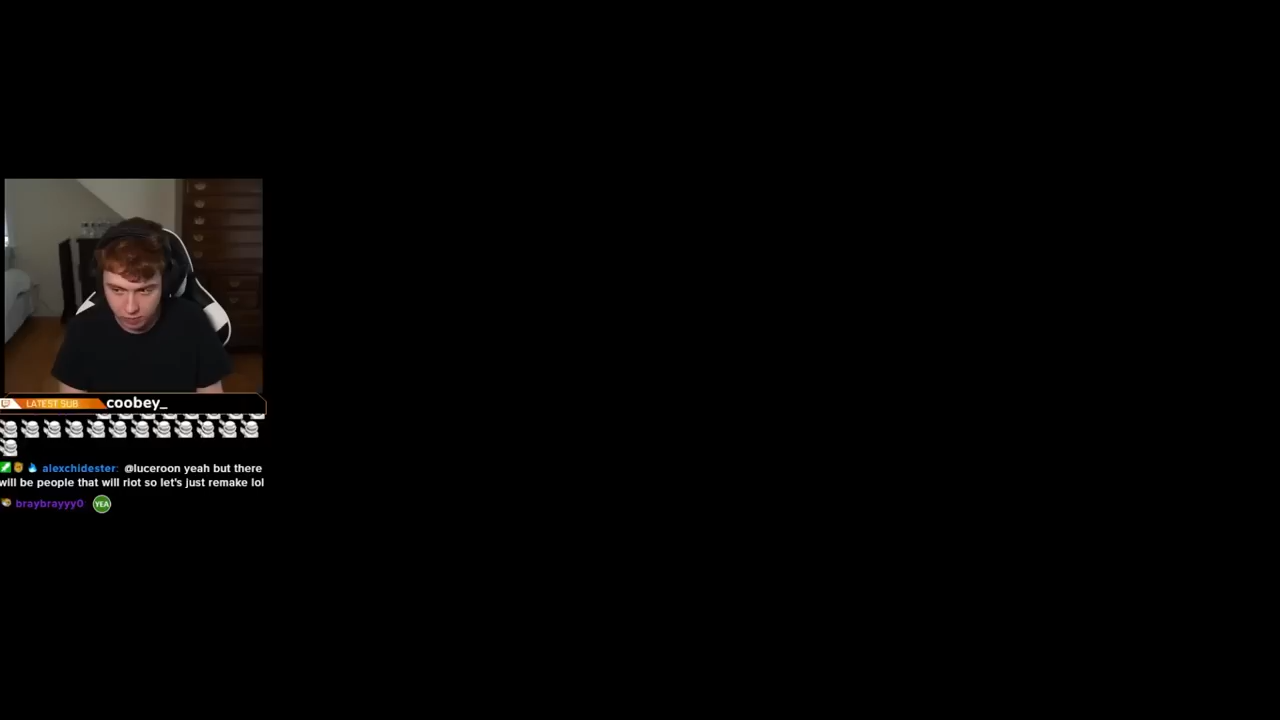 LATEST SUB coobey_
alexchidester: @luceroon yeah but there
will be people that will riot so let's just remake lol
braybrayyy0: YEA